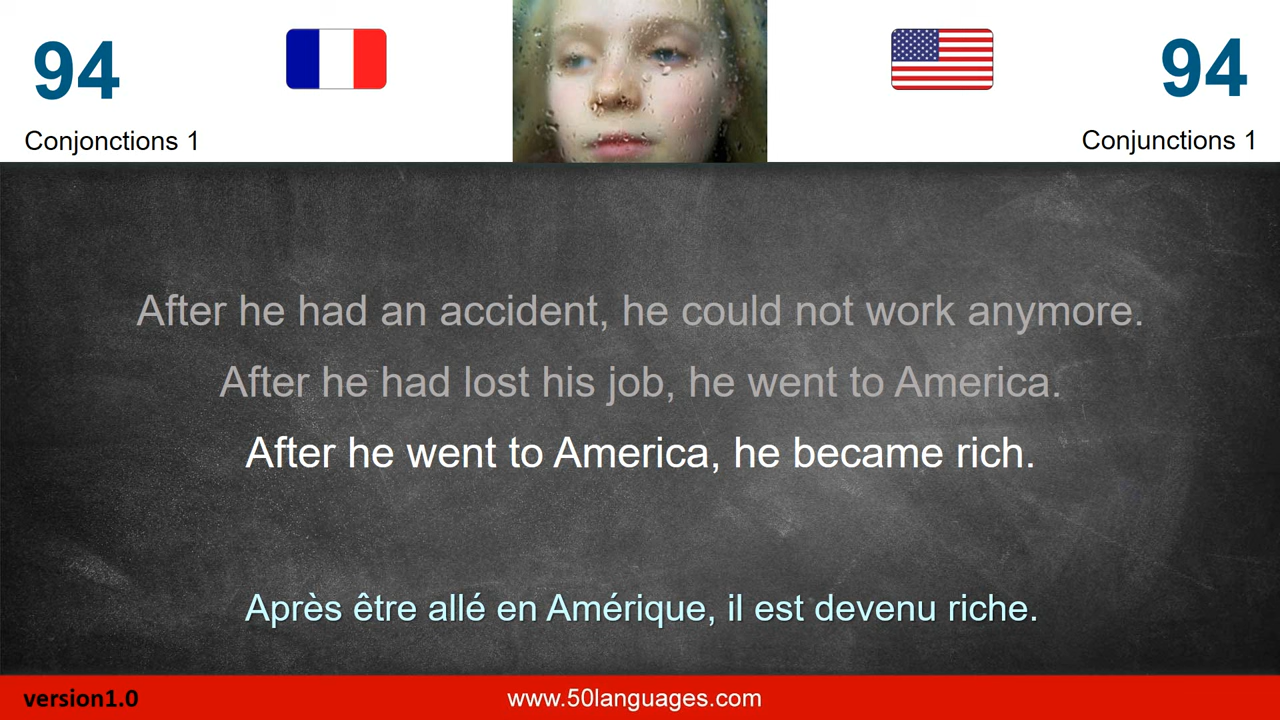 94
94
Conjonctions 1
Conjunctions 1
After he had an accident, he could not work anymore.
After he had lost his job, he went to America.
After he went to America, he became rich.
Après être allé en Amérique, il est devenu riche.
version1.0
www.50languages.com